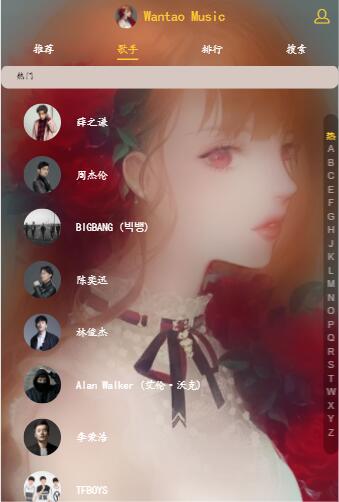 Wantao Music
推荐 歌手 排行 搜索
热门
薛之谦
周杰伦
BIGBANG (빅뱅)
陈奕迅
林俊杰
Alan Walker (艾伦·沃克)
李荣浩
TFBOYS
热
A
B
C
D
E
F
G
H
J
K
L
M
N
O
P
Q
R
S
T
W
X
Y
Z